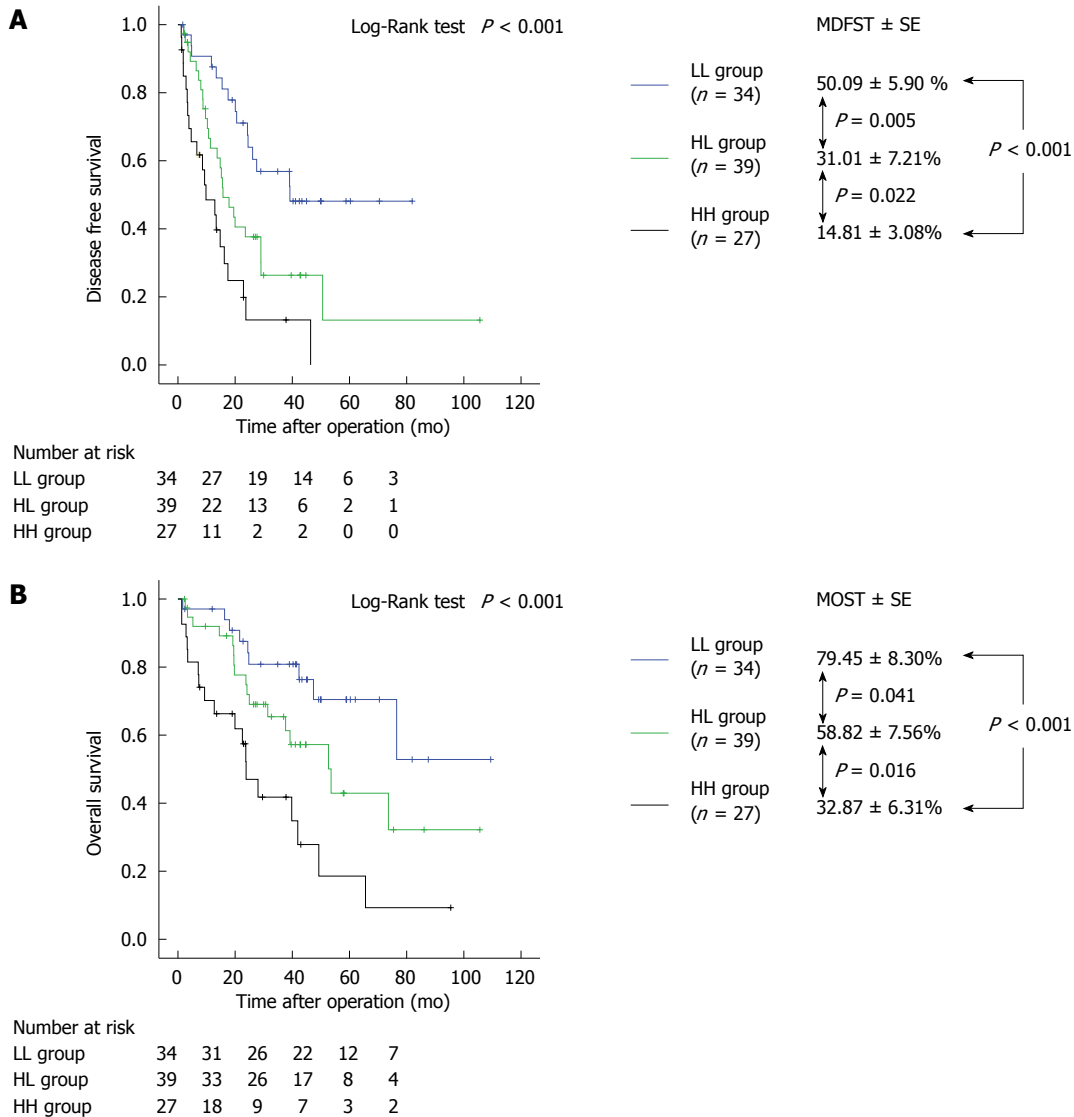 A
Log-Rank test P < 0.001
MDFST ± SE
LL group
(n = 34)
50.09 ± 5.90 %
P = 0.005
HL group
(n = 39)
31.01 ± 7.21%
P < 0.001
P = 0.022
HH group
(n = 27)
14.81 ± 3.08%
Disease free survival
1.0
0.8
0.6
0.4
0.2
0.0
0 20 40 60 80 100 120
Time after operation (mo)
Number at risk
LL group 34 27 19 14 6 3
HL group 39 22 13 6 2 1
HH group 27 11 2 2 0 0
B
Log-Rank test P < 0.001
MOST ± SE
LL group
(n = 34)
79.45 ± 8.30%
P = 0.041
HL group
(n = 39)
58.82 ± 7.56%
P < 0.001
P = 0.016
HH group
(n = 27)
32.87 ± 6.31%
Overall survival
1.0
0.8
0.6
0.4
0.2
0.0
0 20 40 60 80 100 120
Time after operation (mo)
Number at risk
LL group 34 31 26 22 12 7
HL group 39 33 26 17 8 4
HH group 27 18 9 7 3 2